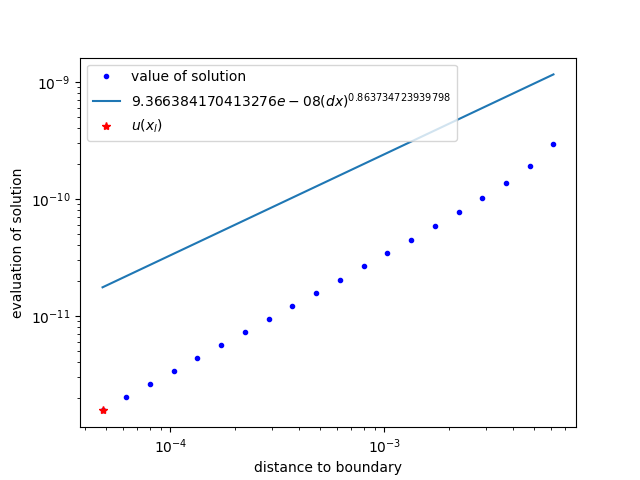 value of solution
9.366384170413276e − 08(dx)^0.863734723939798
u(x_l)
10^−9
10^−10
10^−11
evaluation of solution
10^−4
10^−3
distance to boundary